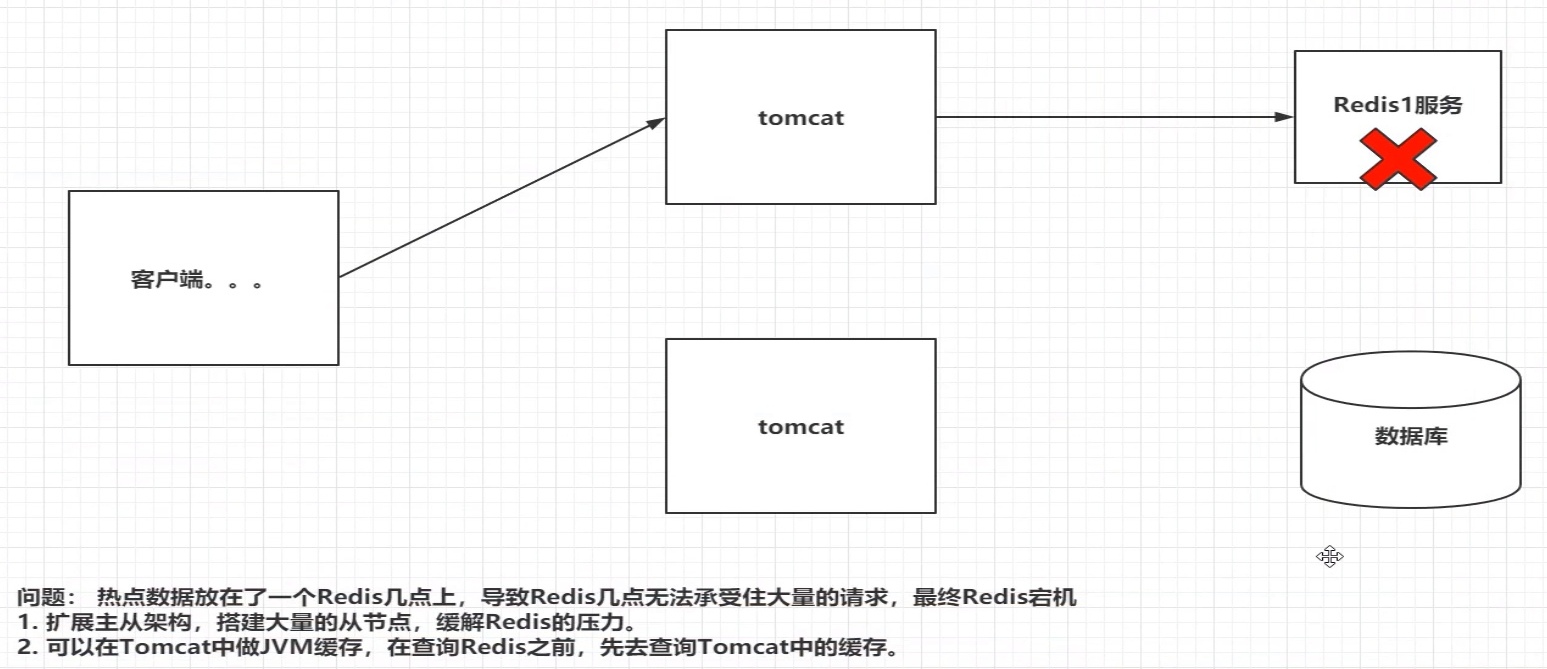 tomcat
Redis1服务
客户端。。。
tomcat
数据库
问题： 热点数据放在了一个Redis几点上，导致Redis几点无法承受住大量的请求，最终Redis宕机
1. 扩展主从架构，搭建大量的从节点，缓解Redis的压力。
2. 可以在Tomcat中做JVM缓存，在查询Redis之前，先去查询Tomcat中的缓存。